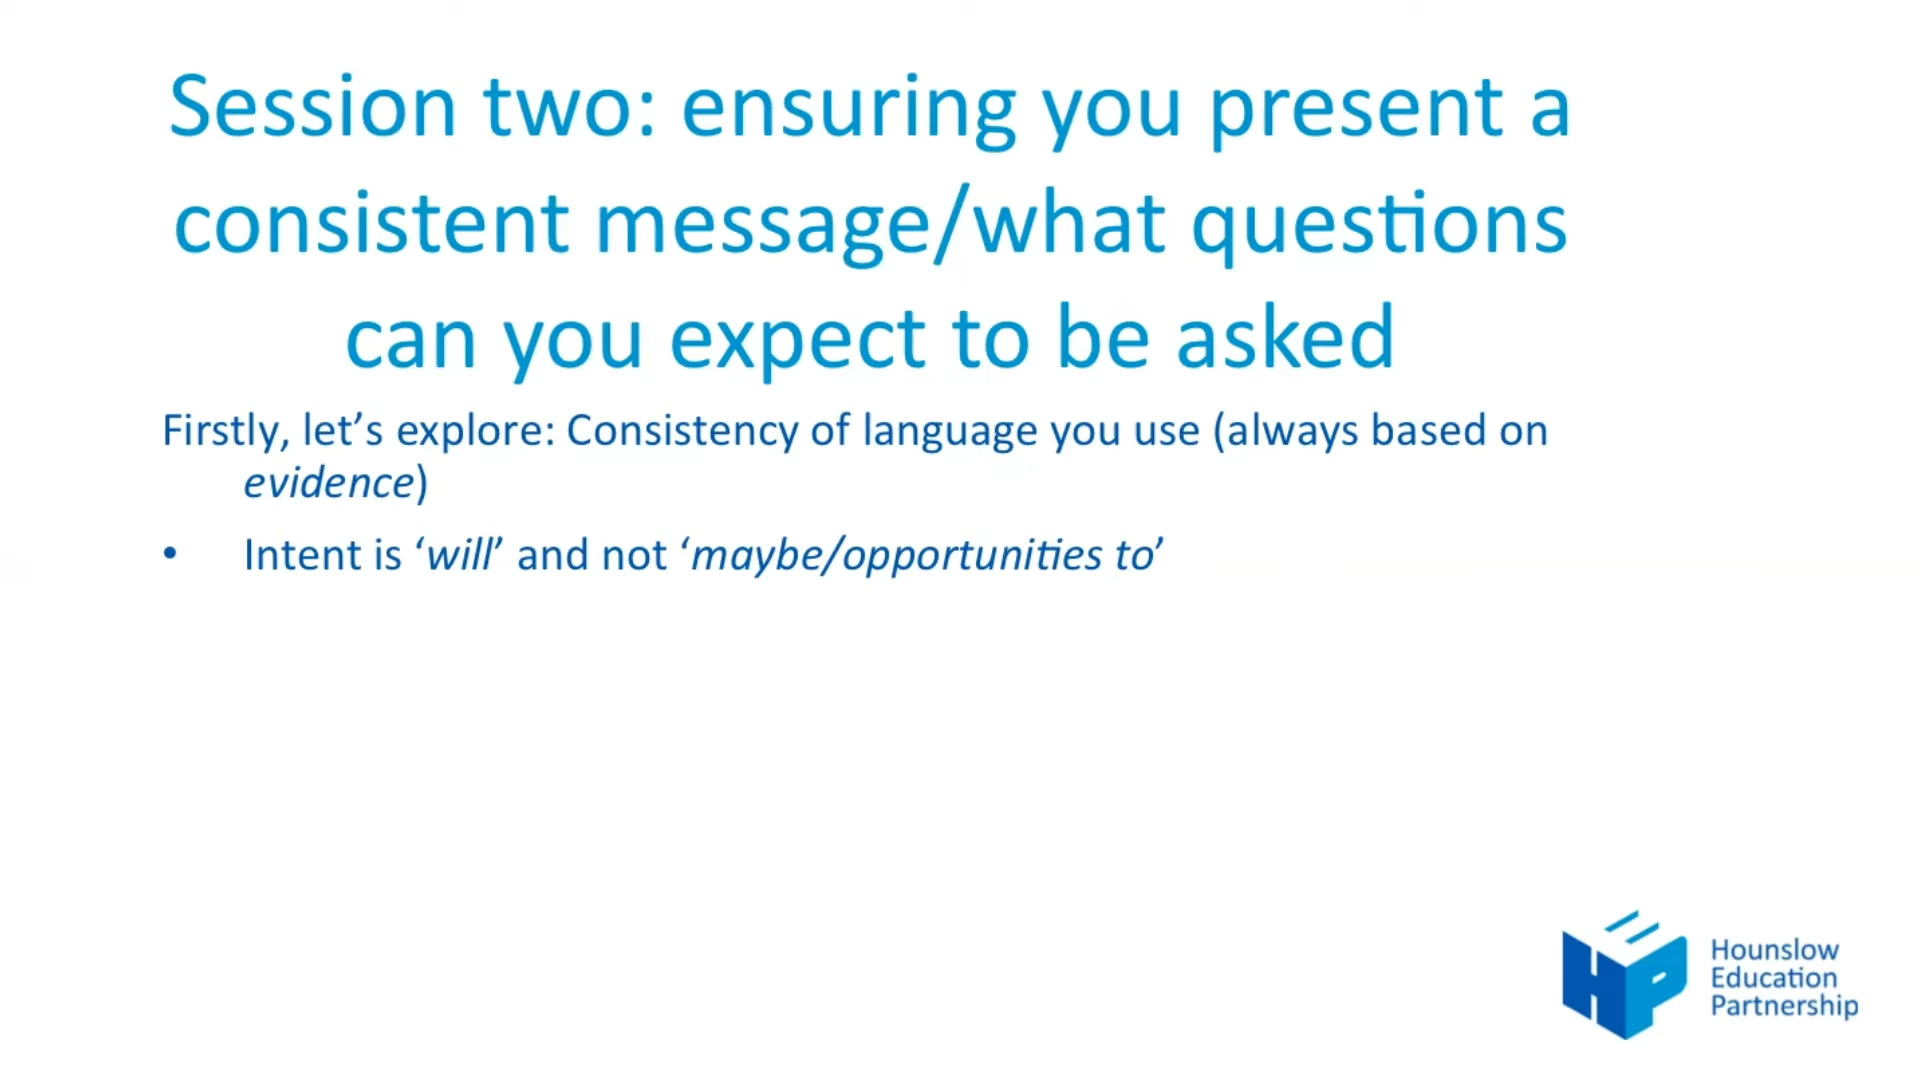 Session two: ensuring you present a
consistent message/what questions
can you expect to be asked
Firstly, let’s explore: Consistency of language you use (always based on
evidence)
• Intent is ‘will’ and not ‘maybe/opportunities to’
HEP
Hounslow
Education
Partnership